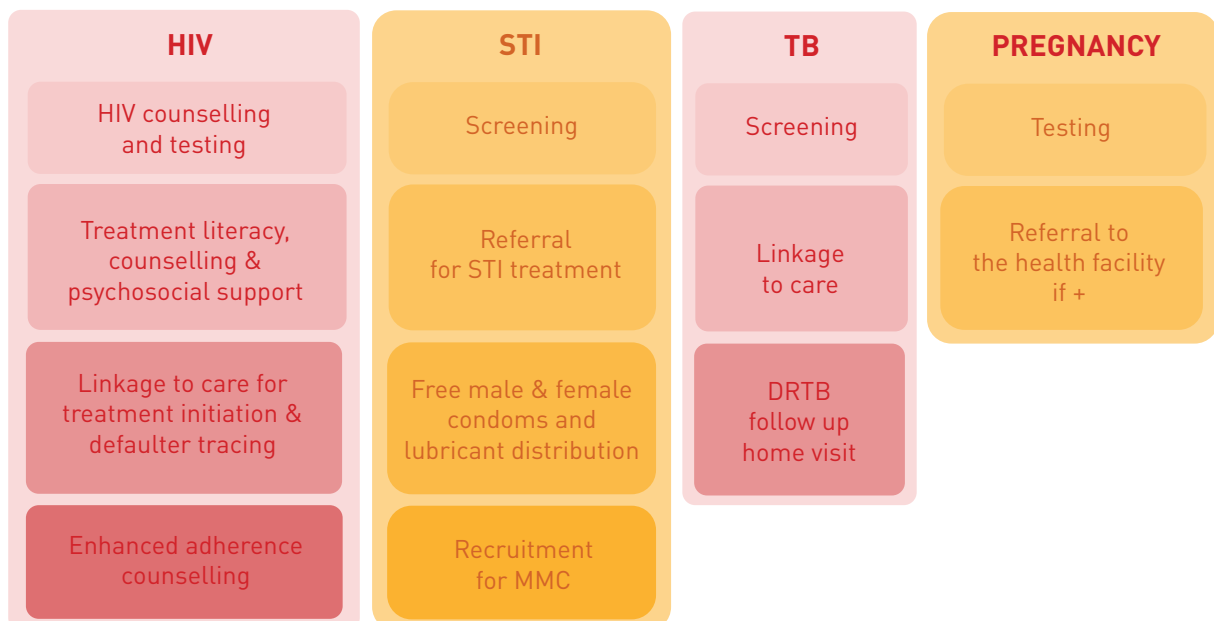 HIV
HIV counselling
and testing
Treatment literacy,
counselling &
psychosocial support
Linkage to care for
treatment initiation &
defaulter tracing
Enhanced adherence
counselling
STI
Screening
Referral
for STI treatment
Free male & female
condoms and
lubricant distribution
Recruitment
for MMC
TB
Screening
Linkage
to care
DRTB
follow up
home visit
PREGNANCY
Testing
Referral to
the health facility
if +